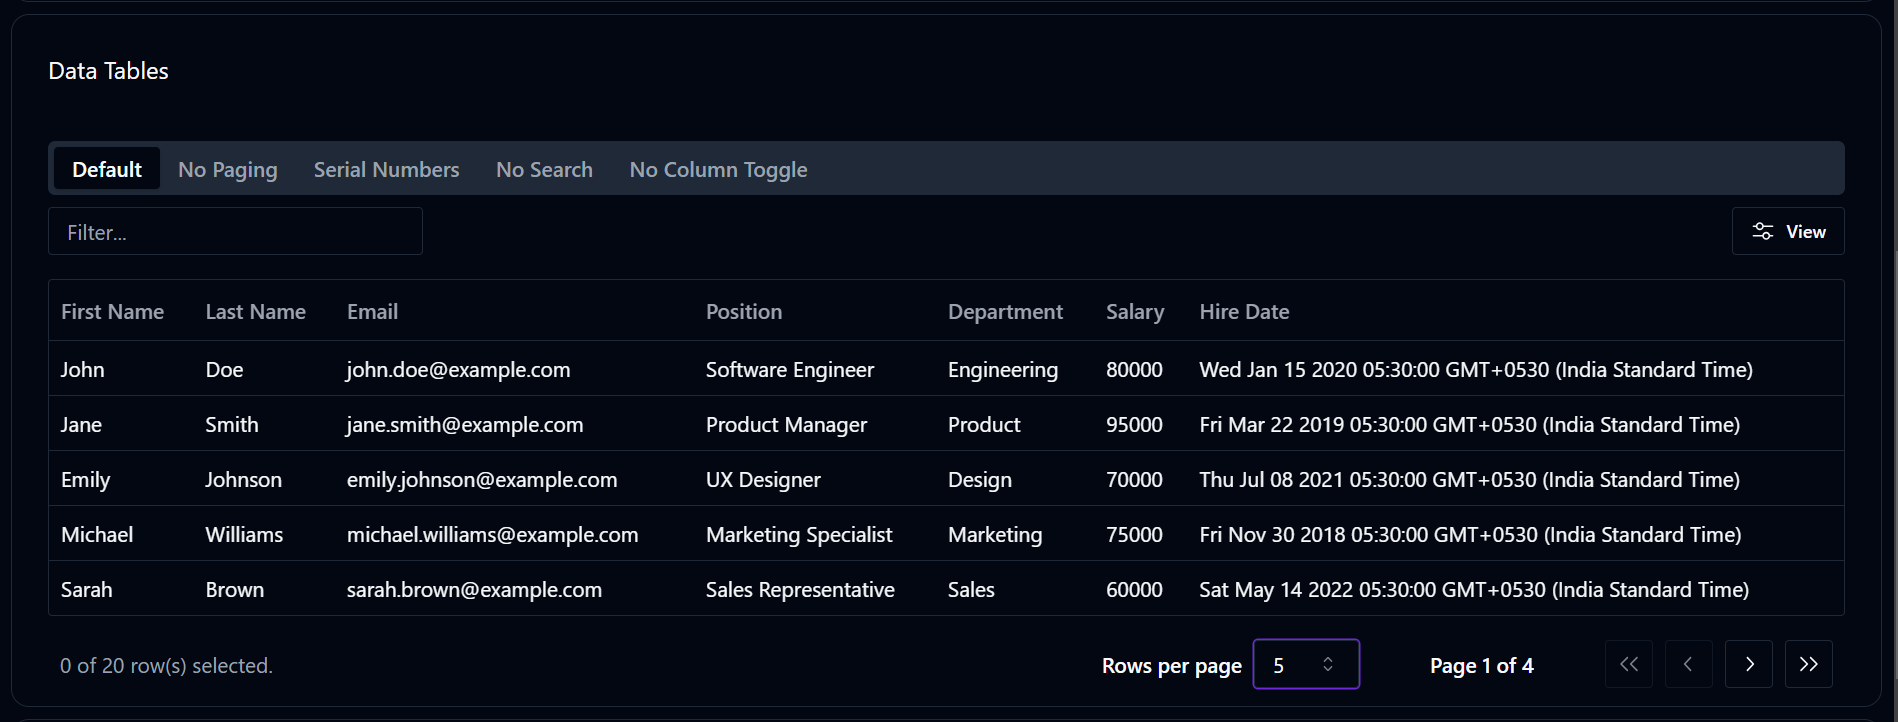 Data Tables
Default No Paging Serial Numbers No Search No Column Toggle
Filter... View
First Name Last Name Email Position Department Salary Hire Date
John Doe john.doe@example.com Software Engineer Engineering 80000 Wed Jan 15 2020 05:30:00 GMT+0530 (India Standard Time)
Jane Smith jane.smith@example.com Product Manager Product 95000 Fri Mar 22 2019 05:30:00 GMT+0530 (India Standard Time)
Emily Johnson emily.johnson@example.com UX Designer Design 70000 Thu Jul 08 2021 05:30:00 GMT+0530 (India Standard Time)
Michael Williams michael.williams@example.com Marketing Specialist Marketing 75000 Fri Nov 30 2018 05:30:00 GMT+0530 (India Standard Time)
Sarah Brown sarah.brown@example.com Sales Representative Sales 60000 Sat May 14 2022 05:30:00 GMT+0530 (India Standard Time)
0 of 20 row(s) selected. Rows per page 5 Page 1 of 4